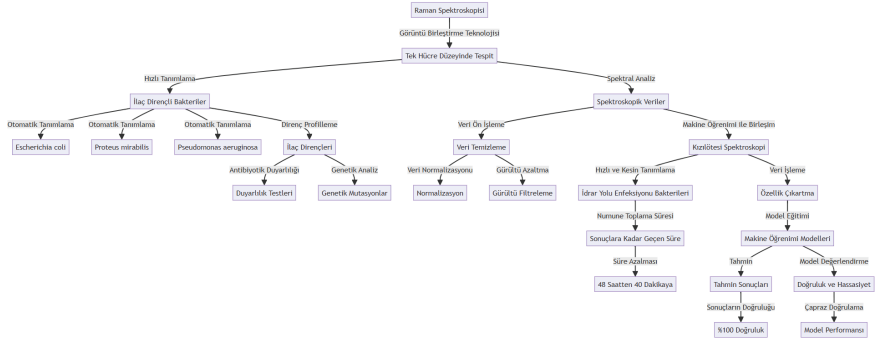 Raman Spektroskopisi
Görüntü Birleştirme Teknolojisi
Tek Hücre Düzeyinde Tespit
Hızlı Tanımlama
Spektral Analiz
İlaç Dirençli Bakteriler
Spektroskopik Veriler
Otomatik Tanımlama
Otomatik Tanımlama
Otomatik Tanımlama
Direnç Profilleme
Veri Ön İşleme
Makine Öğrenimi ile Birleşim
Escherichia coli
Proteus mirabilis
Pseudomonas aeruginosa
İlaç Dirençleri
Veri Temizleme
Kızılötesi Spektroskopi
Antibiyotik Duyarlılığı
Genetik Analiz
Veri Normalizasyonu
Gürültü Azaltma
Hızlı ve Kesin Tanımlama
Veri İşleme
Duyarlılık Testleri
Genetik Mutasyonlar
Normalizasyon
Gürültü Filtreleme
İdrar Yolu Enfeksiyonu Bakterileri
Özellik Çıkartma
Numune Toplama Süresi
Model Eğitimi
Sonuçlara Kadar Geçen Süre
Makine Öğrenimi Modelleri
Süre Azalması
Tahmin
Model Değerlendirme
48 Saatten 40 Dakikaya
Tahmin Sonuçları
Doğruluk ve Hassasiyet
Sonuçların Doğruluğu
Çapraz Doğrulama
%100 Doğruluk
Model Performansı